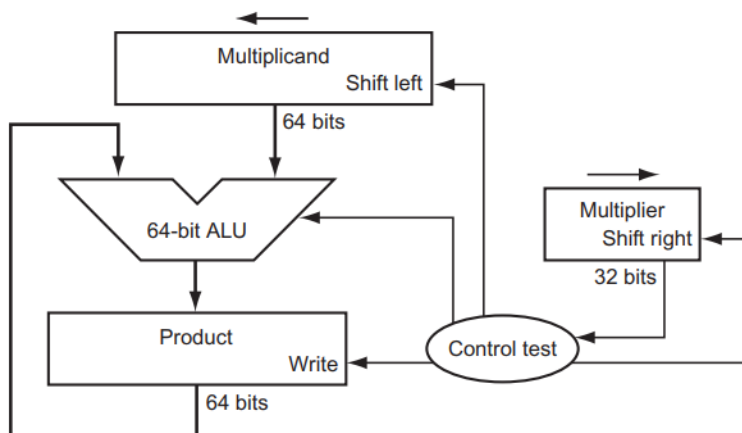 Multiplicand
Shift left
64 bits
64-bit ALU
Multiplier
Shift right
32 bits
Product
Write
Control test
64 bits